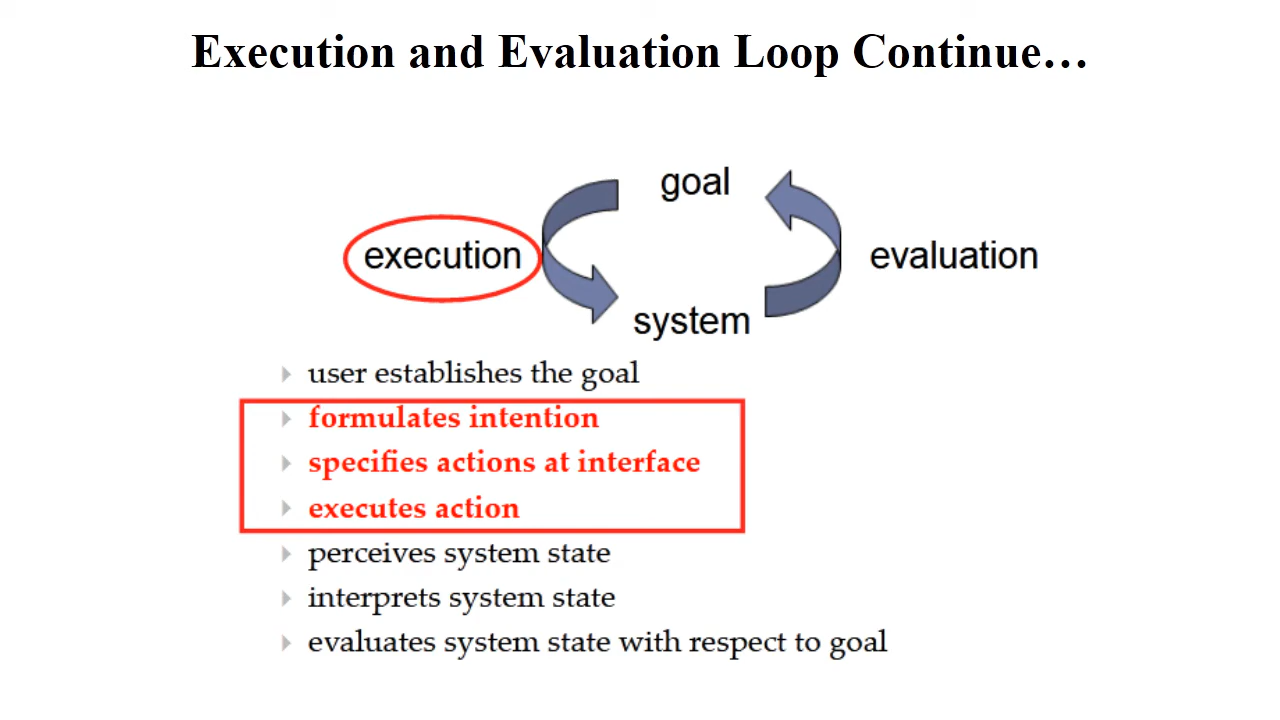 Execution and Evaluation Loop Continue…
goal
execution
evaluation
system
user establishes the goal
formulates intention
specifies actions at interface
executes action
perceives system state
interprets system state
evaluates system state with respect to goal